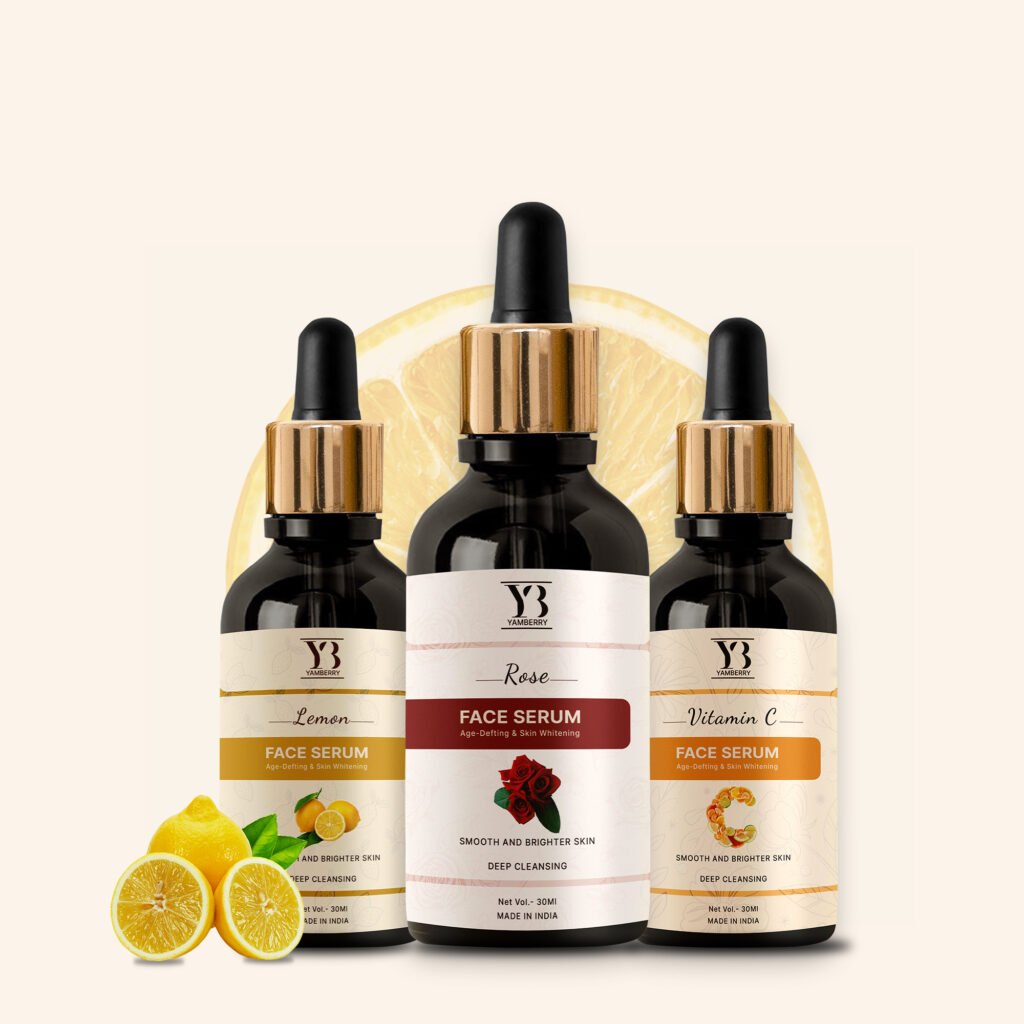 YB
YAMBERRY
Lemon
FACE SERUM
Age-Defting & Skin Whitening
AND BRIGHTER SKIN
DEEP CLEANSING
Net Vol.- 30Ml
MADE IN INDIA
YB
YAMBERRY
Rose
FACE SERUM
Age-Defting & Skin Whitening
SMOOTH AND BRIGHTER SKIN
DEEP CLEANSING
Net Vol.- 30Ml
MADE IN INDIA
YB
YAMBERRY
Vitamin C
FACE SERUM
Age-Defting & Skin Whitening
C
SMOOTH AND BRIGHTER SKIN
DEEP CLEANSING
Net Vol.- 30Ml
MADE IN INDIA